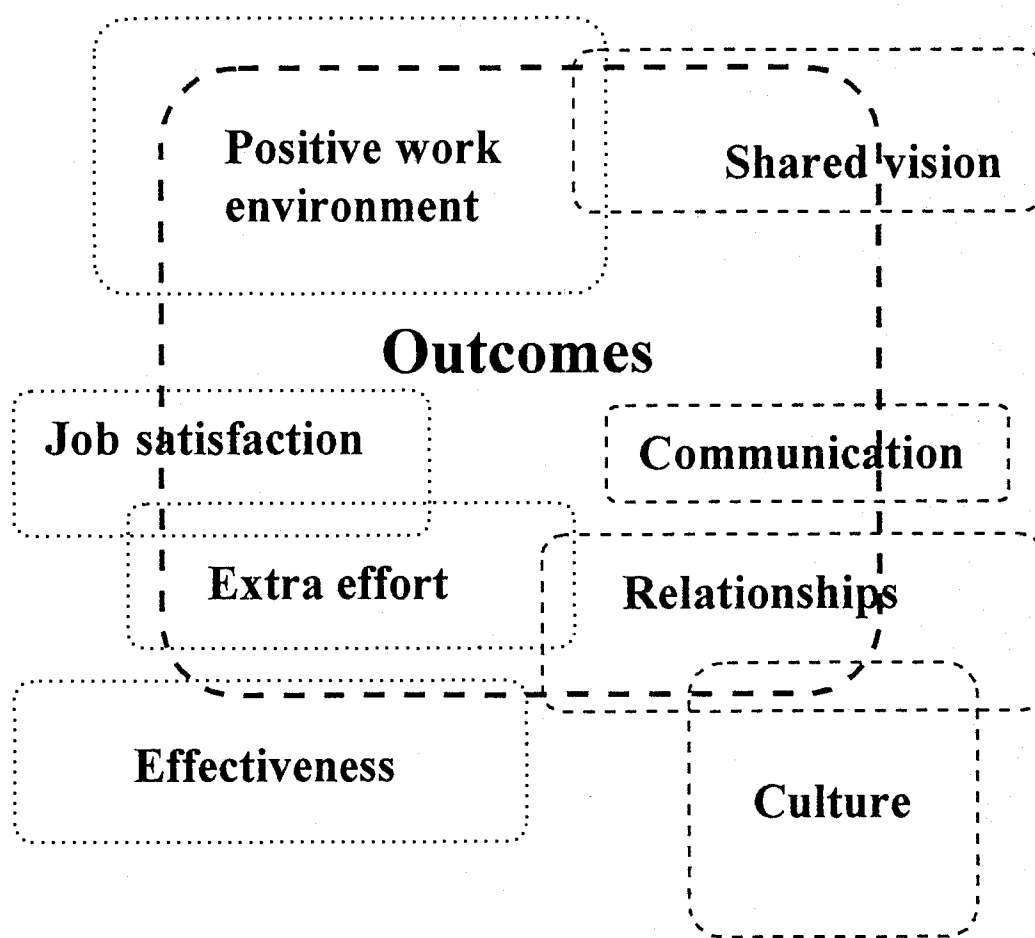 Positive work
environment
Shared vision
Outcomes
Job satisfaction
Communication
Extra effort
Relationships
Effectiveness
Culture